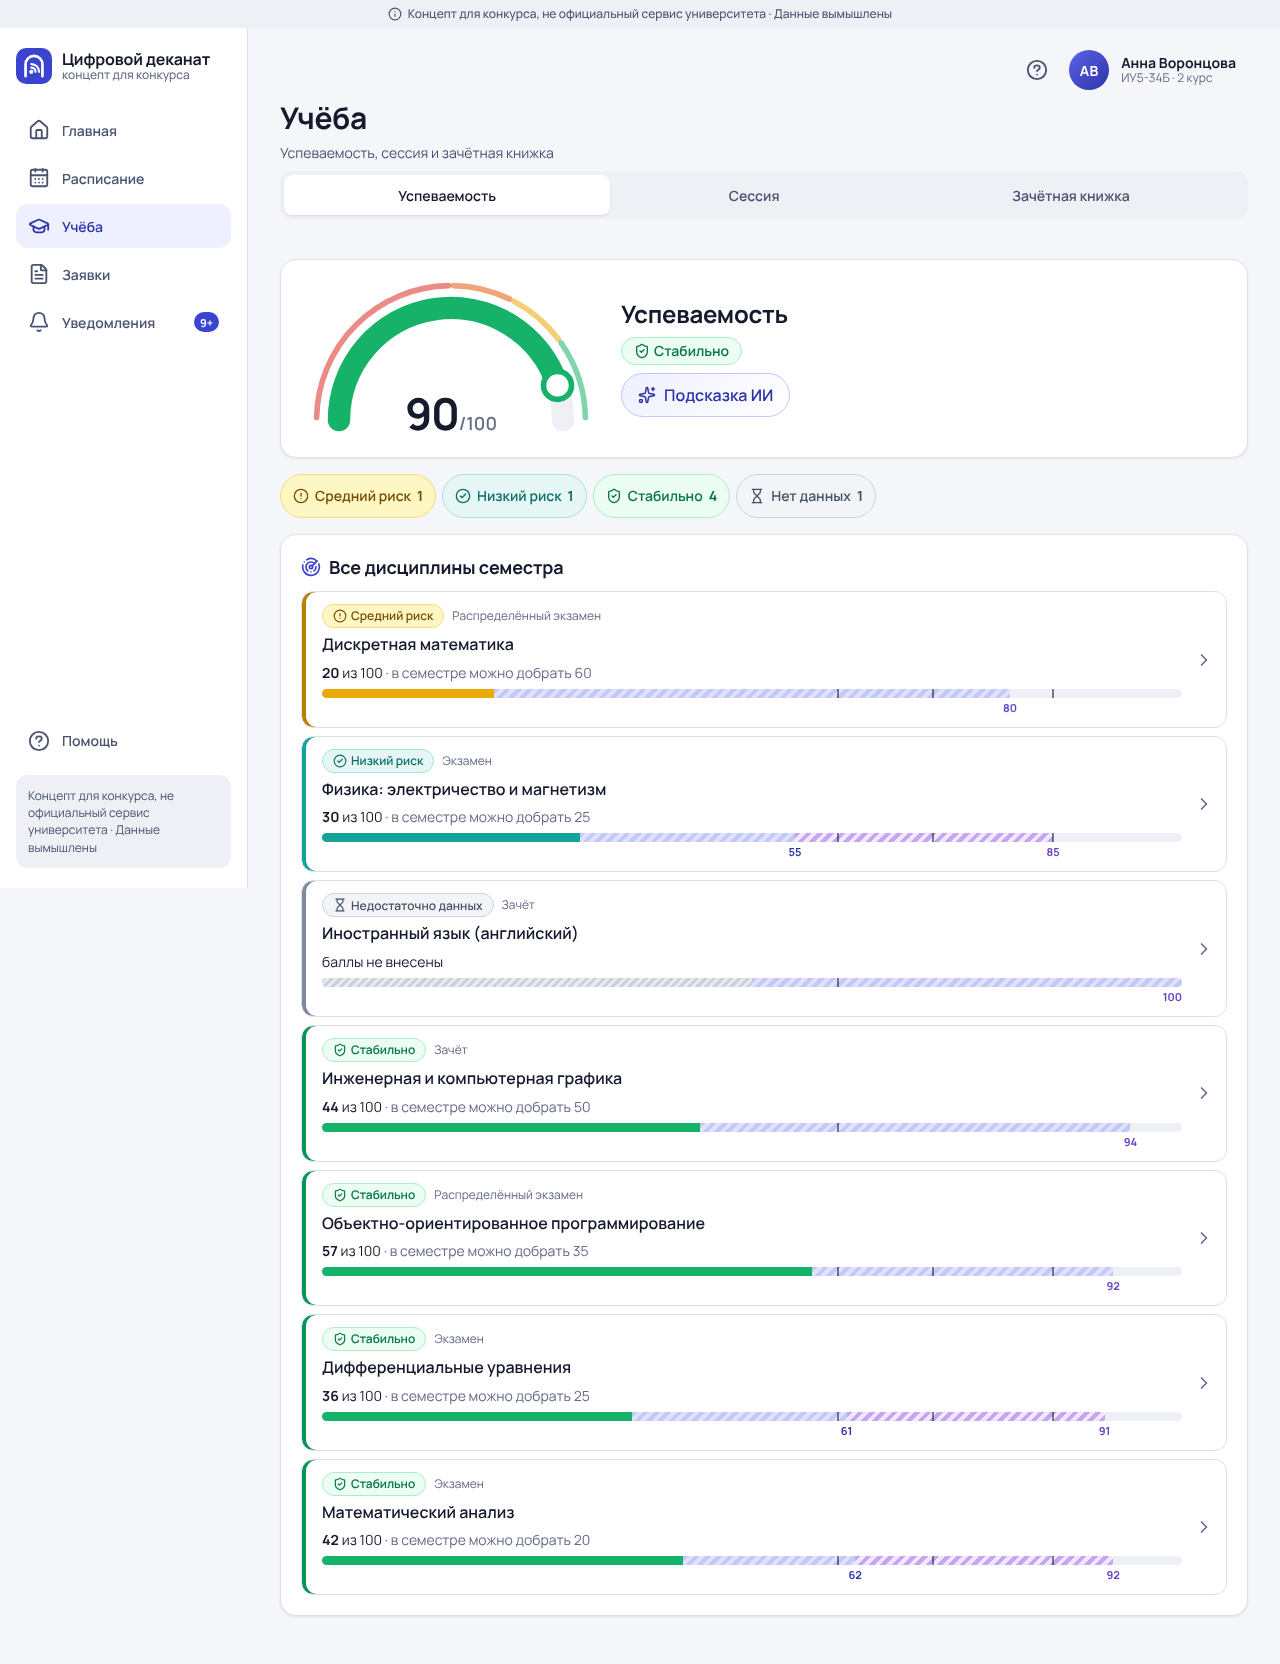 Концепт для конкурса, не официальный сервис университета · Данные вымышлены
Цифровой деканат
концепт для конкурса
Главная
Расписание
Учёба
Заявки
Уведомления 9+
Помощь
Концепт для конкурса, не
официальный сервис
университета · Данные
вымышлены
АВ
Анна Воронцова
ИУ5-34Б · 2 курс
Учёба
Успеваемость, сессия и зачётная книжка
Успеваемость Сессия Зачётная книжка
90/100
Успеваемость
Стабильно
Подсказка ИИ
Средний риск 1 Низкий риск 1 Стабильно 4 Нет данных 1
Все дисциплины семестра
Средний риск Распределённый экзамен
Дискретная математика
20 из 100 · в семестре можно добрать 60
80
Низкий риск Экзамен
Физика: электричество и магнетизм
30 из 100 · в семестре можно добрать 25
55 85
Недостаточно данных Зачёт
Иностранный язык (английский)
баллы не внесены
100
Стабильно Зачёт
Инженерная и компьютерная графика
44 из 100 · в семестре можно добрать 50
94
Стабильно Распределённый экзамен
Объектно-ориентированное программирование
57 из 100 · в семестре можно добрать 35
92
Стабильно Экзамен
Дифференциальные уравнения
36 из 100 · в семестре можно добрать 25
61 91
Стабильно Экзамен
Математический анализ
42 из 100 · в семестре можно добрать 20
62 92